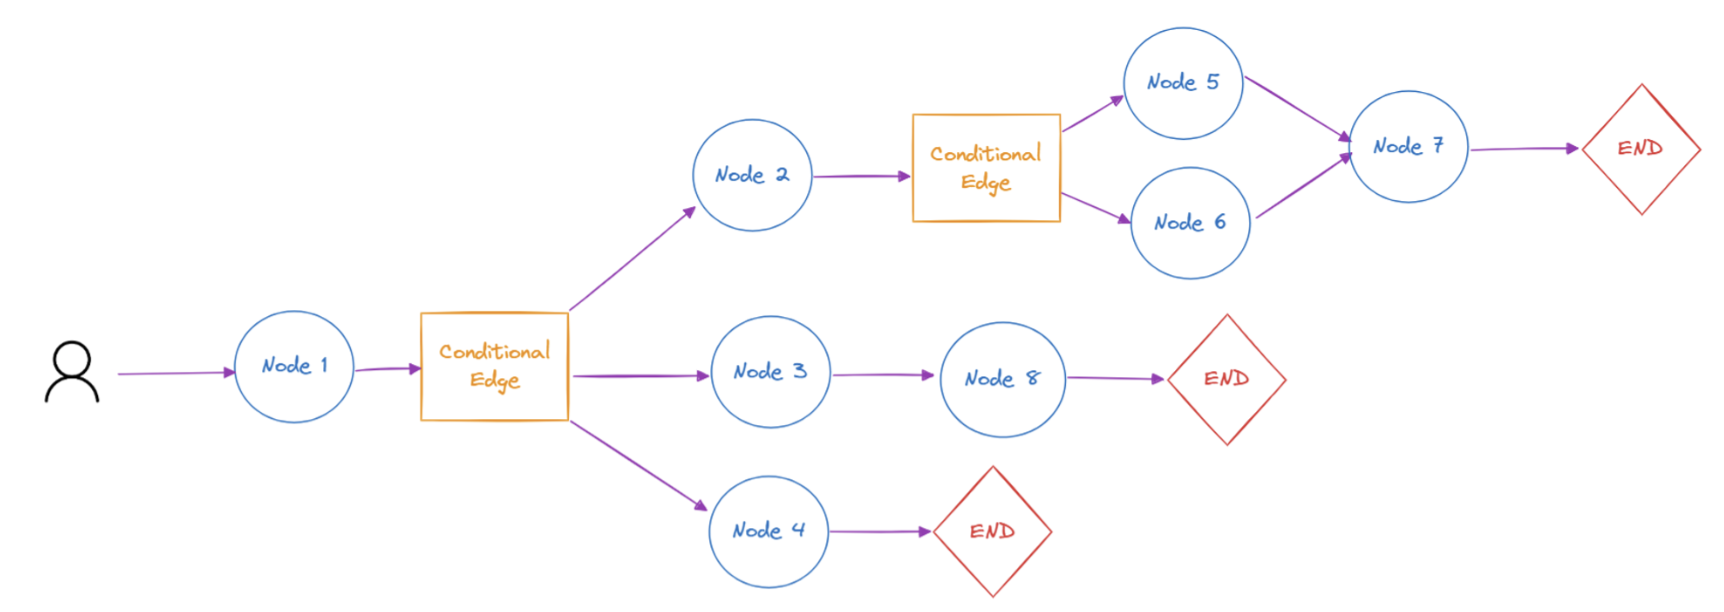 Node 5
Node 7
END
Conditional
Edge
Node 2
Node 6
Node 1
Conditional
Edge
Node 3
Node 8
END
Node 4
END